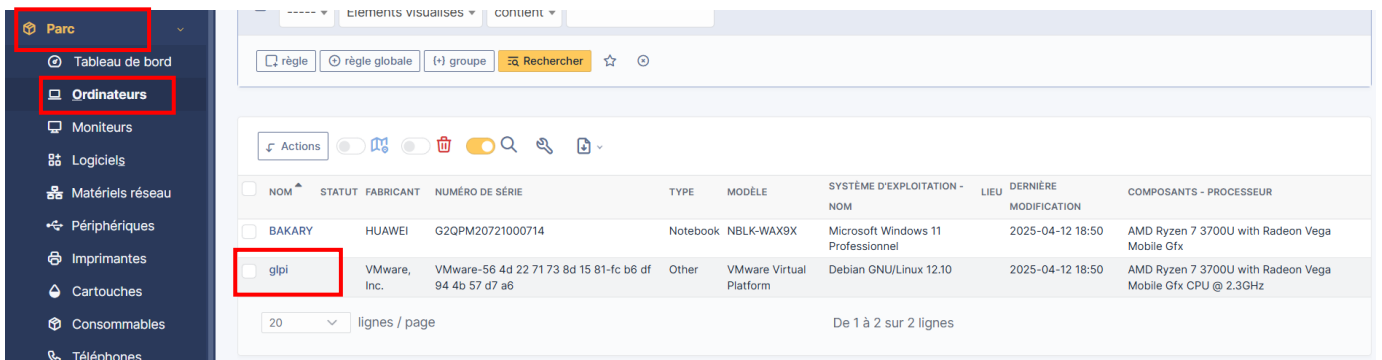 Parc
Tableau de bord
Ordinateurs
Moniteurs
Logiciels
Matériels réseau
Périphériques
Imprimantes
Cartouches
Consommables
Téléphones
----- Éléments visualisés contient
règle règle globale {+} groupe Rechercher
Actions
NOM STATUT FABRICANT NUMÉRO DE SÉRIE TYPE MODÈLE SYSTÈME D'EXPLOITATION - LIEU DERNIÈRE COMPOSANTS - PROCESSEUR
NOM MODIFICATION
BAKARY HUAWEI G2QPM20721000714 Notebook NBLK-WAX9X Microsoft Windows 11 2025-04-12 18:50 AMD Ryzen 7 3700U with Radeon Vega
Professionnel Mobile Gfx
glpi VMware, VMware-56 4d 22 71 73 8d 15 81-fc b6 df Other VMware Virtual Debian GNU/Linux 12.10 2025-04-12 18:50 AMD Ryzen 7 3700U with Radeon Vega
Inc. 94 4b 57 d7 a6 Platform Mobile Gfx CPU @ 2.3GHz
20 lignes / page De 1 à 2 sur 2 lignes